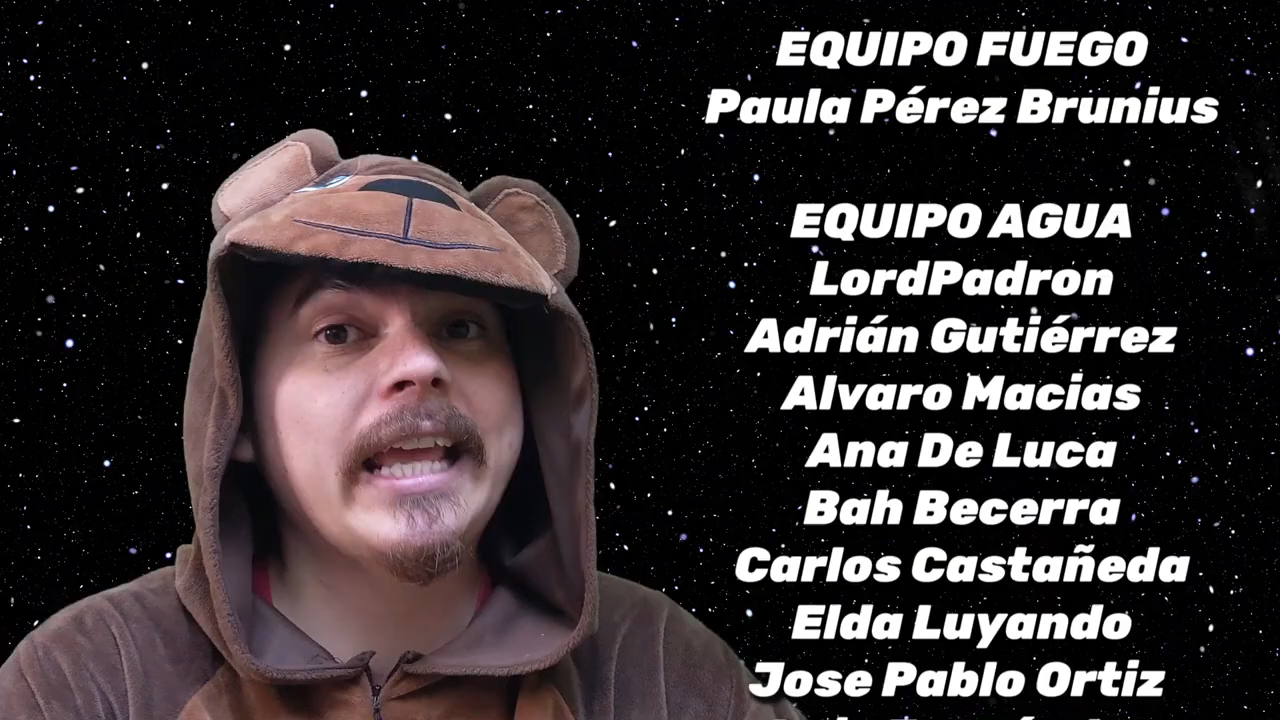 EQUIPO FUEGO
Paula Pérez Brunius
EQUIPO AGUA
LordPadron
Adrián Gutiérrez
Alvaro Macias
Ana De Luca
Bah Becerra
Carlos Castañeda
Elda Luyando
Jose Pablo Ortiz